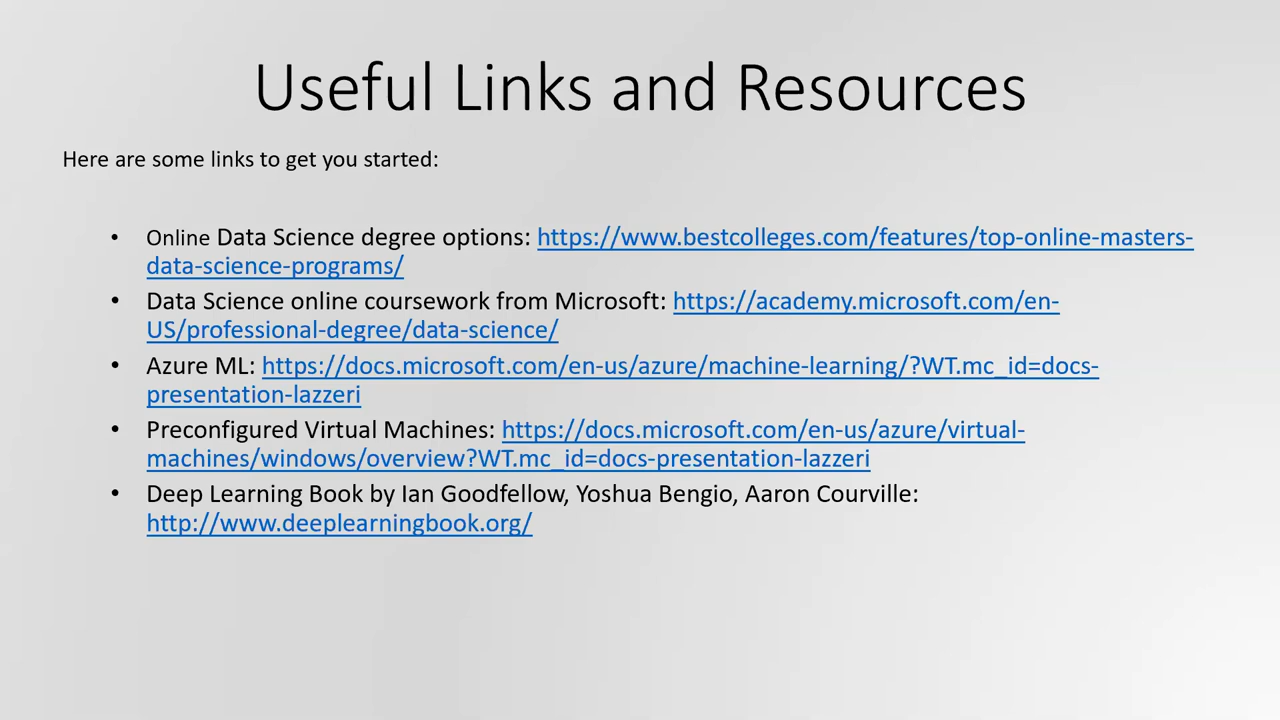 Useful Links and Resources
Here are some links to get you started:
• Online Data Science degree options: https://www.bestcolleges.com/features/top-online-masters-
data-science-programs/
• Data Science online coursework from Microsoft: https://academy.microsoft.com/en-
US/professional-degree/data-science/
• Azure ML: https://docs.microsoft.com/en-us/azure/machine-learning/?WT.mc_id=docs-
presentation-lazzeri
• Preconfigured Virtual Machines: https://docs.microsoft.com/en-us/azure/virtual-
machines/windows/overview?WT.mc_id=docs-presentation-lazzeri
• Deep Learning Book by Ian Goodfellow, Yoshua Bengio, Aaron Courville:
http://www.deeplearningbook.org/